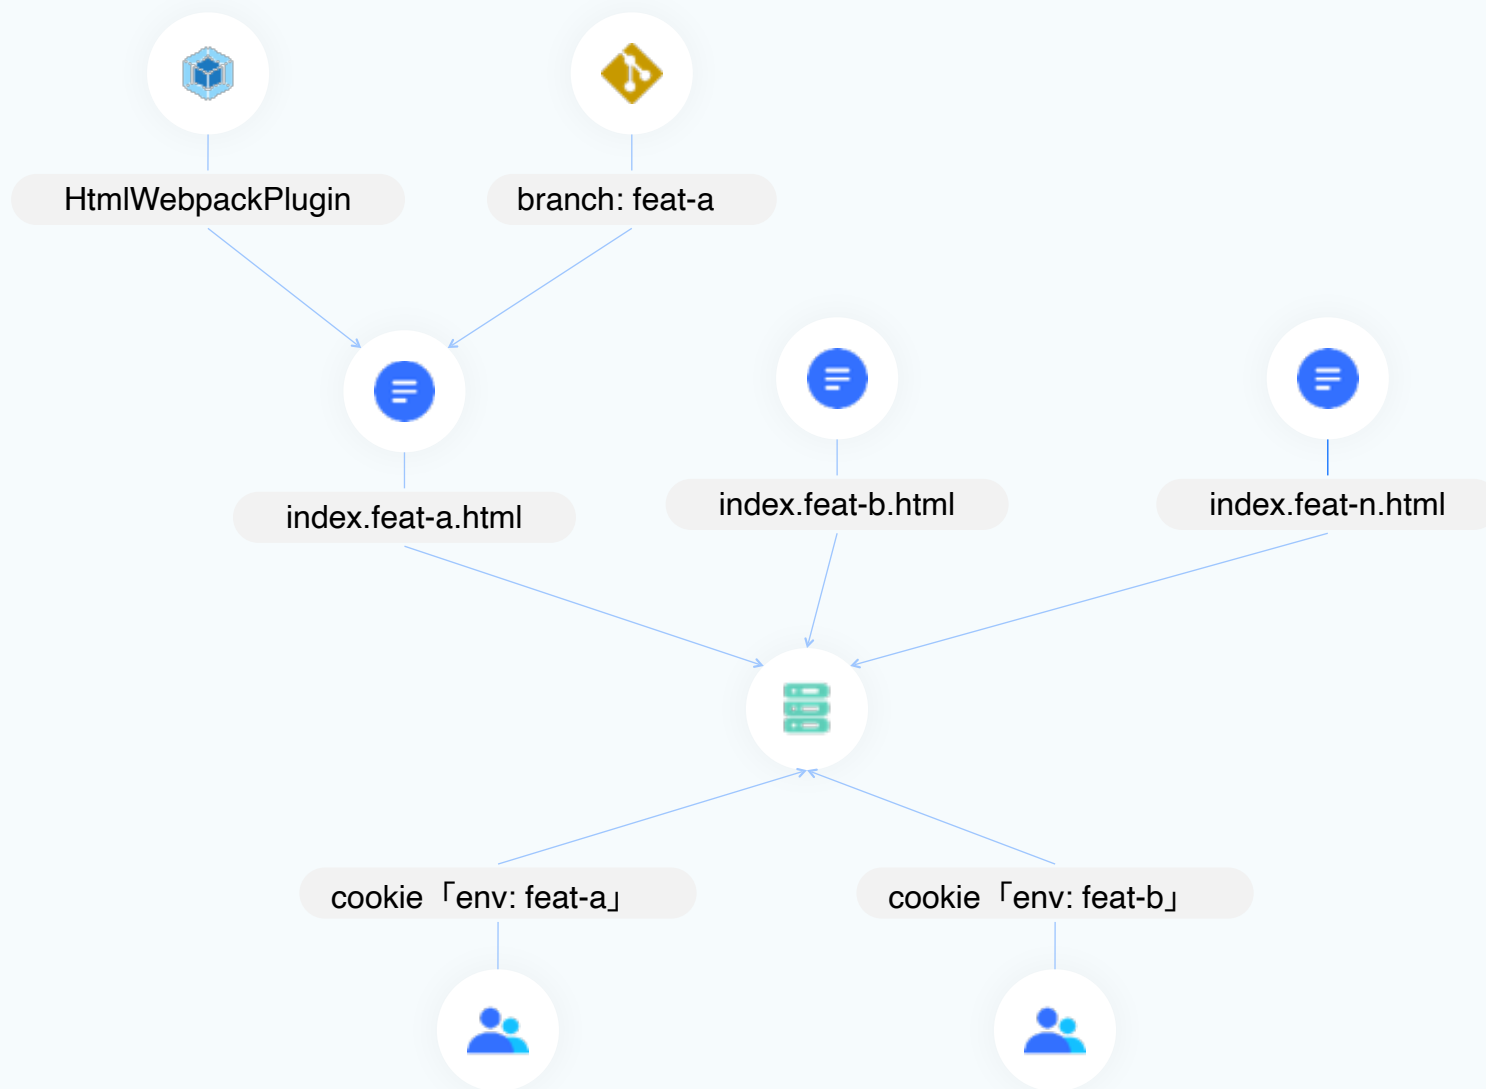 HtmlWebpackPlugin
branch: feat-a
index.feat-a.html
index.feat-b.html
index.feat-n.html
cookie「env: feat-a」
cookie「env: feat-b」